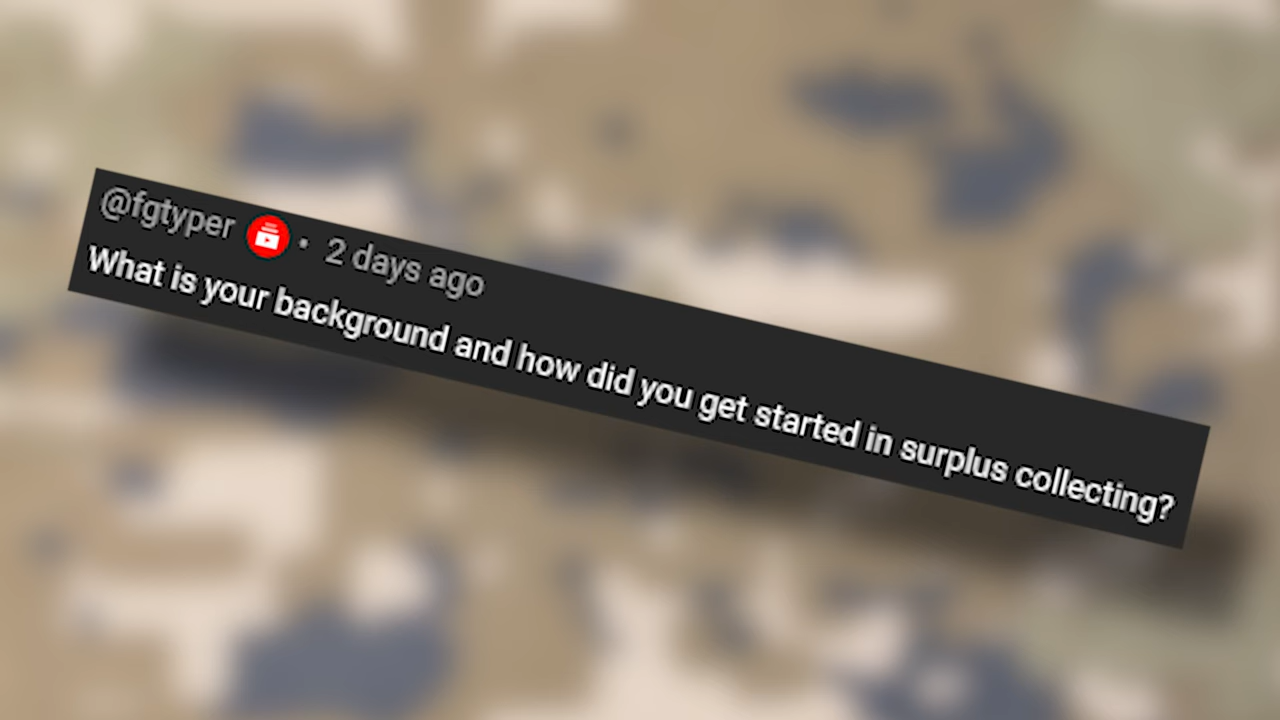 @fgtyper • 2 days ago
What is your background and how did you get started in surplus collecting?